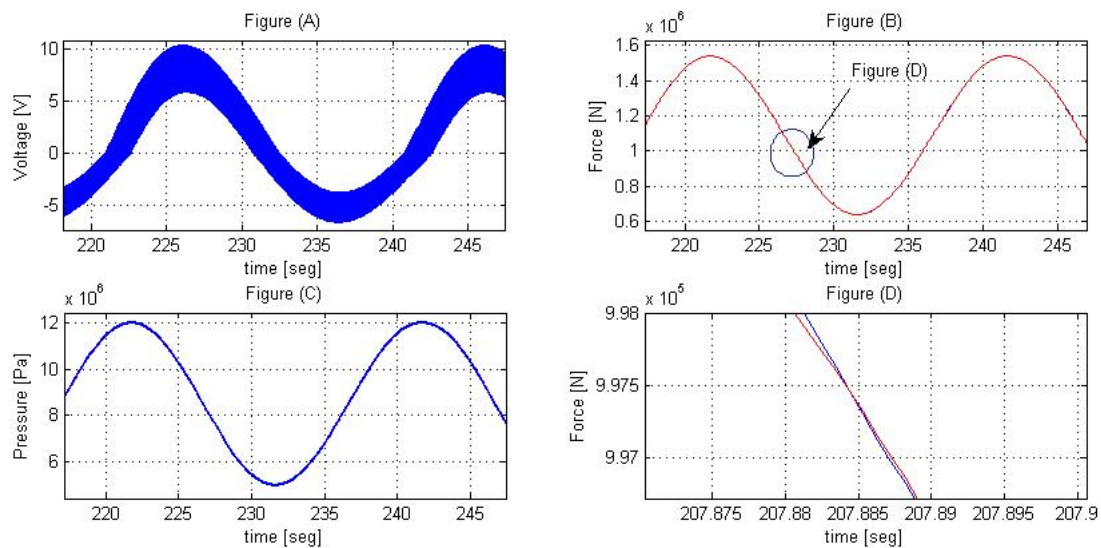 Figure (A)
10
5
0
-5
Voltage [V]
220 225 230 235 240 245
time [seg]
Figure (B)
x 10^6
1.6
1.4
1.2
1
0.8
0.6
Force [N]
Figure (D)
220 225 230 235 240 245
time [seg]
Figure (C)
x 10^6
12
10
8
6
Pressure [Pa]
220 225 230 235 240 245
time [seg]
Figure (D)
x 10^5
9.98
9.975
9.97
Force [N]
207.875 207.88 207.885 207.89 207.895 207.9
time [seg]